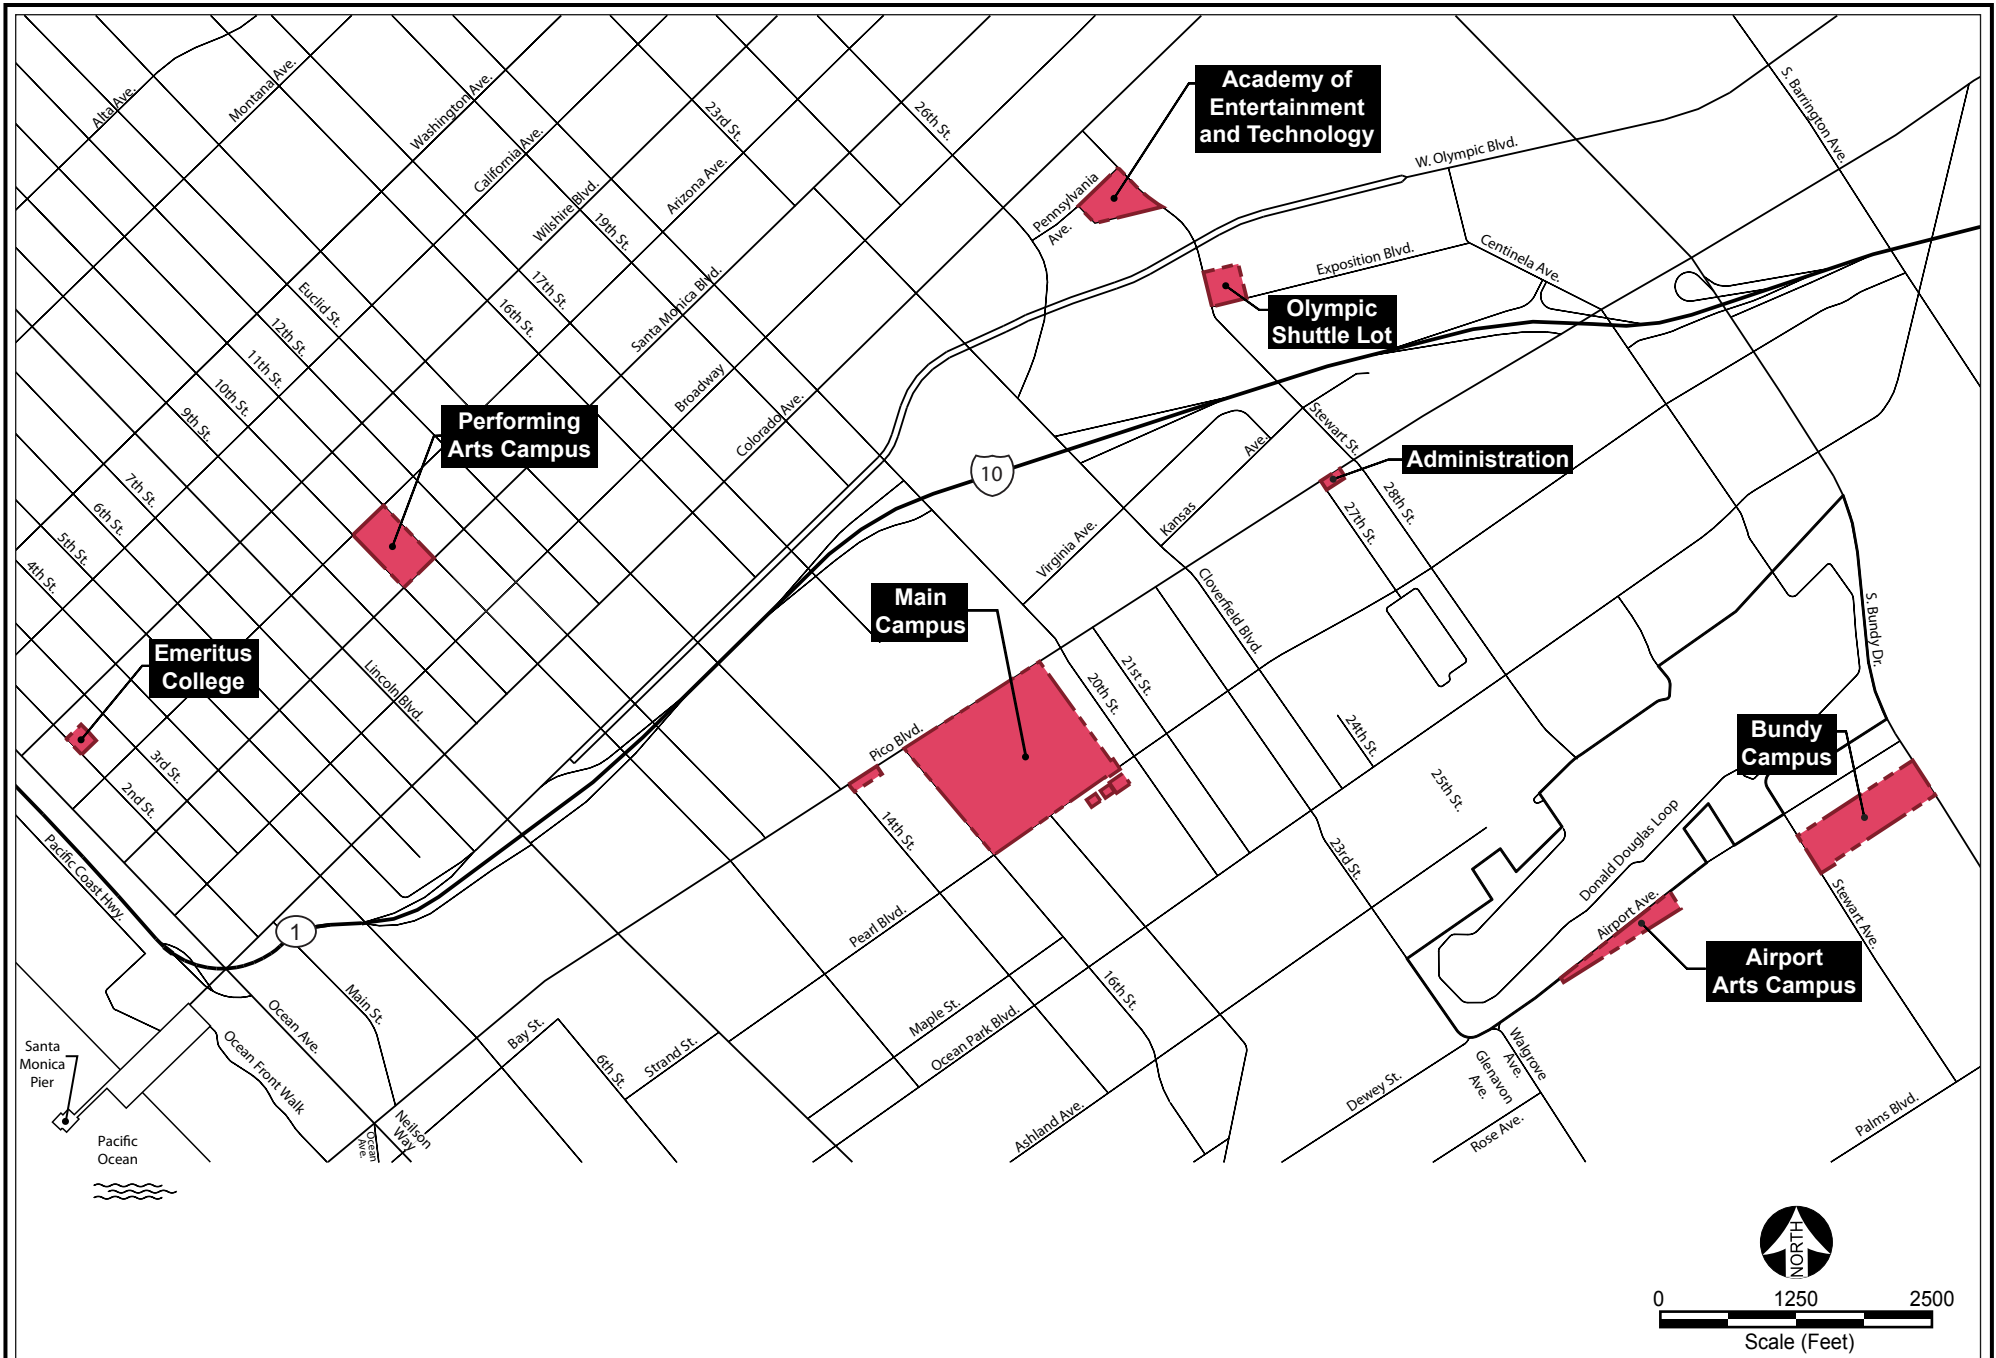 Alta Ave.
Montana Ave.
Washington Ave.
California Ave.
Wilshire Blvd.
Arizona Ave.
Santa Monica Blvd.
Broadway
Colorado Ave.
23rd St.
26th St.
19th St.
17th St.
16th St.
Euclid St.
12th St.
11th St.
10th St.
9th St.
7th St.
6th St.
5th St.
4th St.
Lincoln Blvd.
3rd St.
2nd St.
Academy of
Entertainment
and Technology
Pennsylvania
Ave.
W. Olympic Blvd.
S. Barrington Ave.
Exposition Blvd.
Centinela Ave.
Olympic
Shuttle Lot
Performing
Arts Campus
10
Stewart St.
Administration
Kansas
Ave.
Virginia Ave.
27th St.
28th St.
Main
Campus
Cloverfield Blvd.
21st St.
20th St.
S. Bundy Dr.
Emeritus
College
Pico Blvd.
24th St.
25th St.
Bundy
Campus
14th St.
23rd St.
Donald Douglas Loop
Airport Ave.
Stewart Ave.
Pacific Coast Hwy.
1
Pearl Blvd.
Airport
Arts Campus
Main St.
Ocean Ave.
Ocean Front Walk
Bay St.
6th St.
Strand St.
Maple St.
Ocean Park Blvd.
16th St.
Santa
Monica
Pier
Neilson
Way
Ocean
Ave.
Ashland Ave.
Dewey St.
Walgrove
Ave.
Glenavon
Ave.
Rose Ave.
Palms Blvd.
Pacific
Ocean
NORTH
0 1250 2500
Scale (Feet)